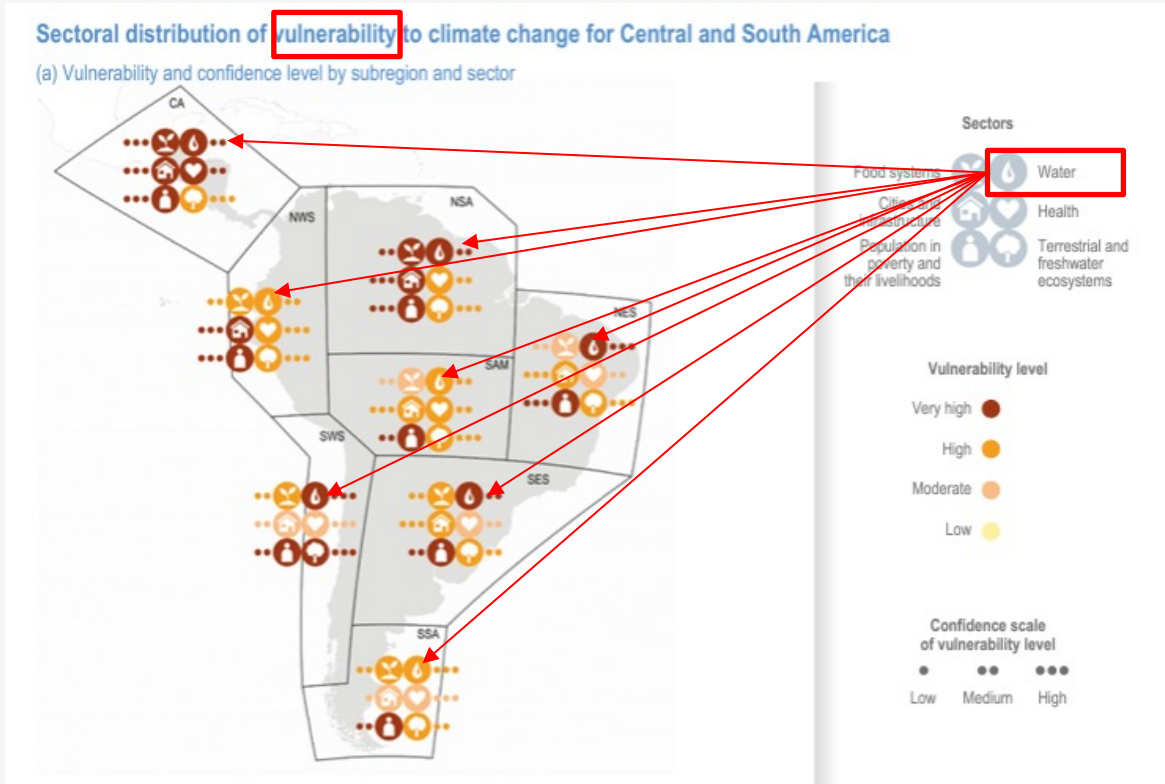 Sectoral distribution of vulnerability to climate change for Central and South America
(a) Vulnerability and confidence level by subregion and sector
CA
NWS
NSA
NES
SAM
SWS
SES
SSA
Sectors
Food systems
Water
Cities and
infrastructure
Health
Population in
poverty and
their livelihoods
Terrestrial and
freshwater
ecosystems
Vulnerability level
Very high
High
Moderate
Low
Confidence scale
of vulnerability level
Low Medium High